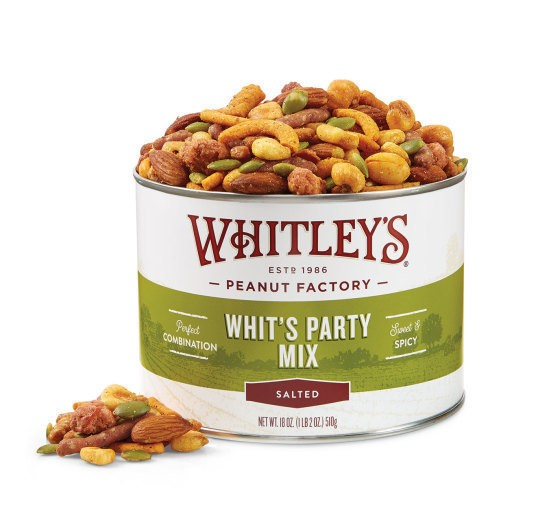 WHITLEY'S®
ESTD 1986
PEANUT FACTORY
Perfect
COMBINATION
WHIT'S PARTY
MIX
Sweet &
SPICY
SALTED
NET WT. 18 OZ. (1 LB 2 OZ.) 510g